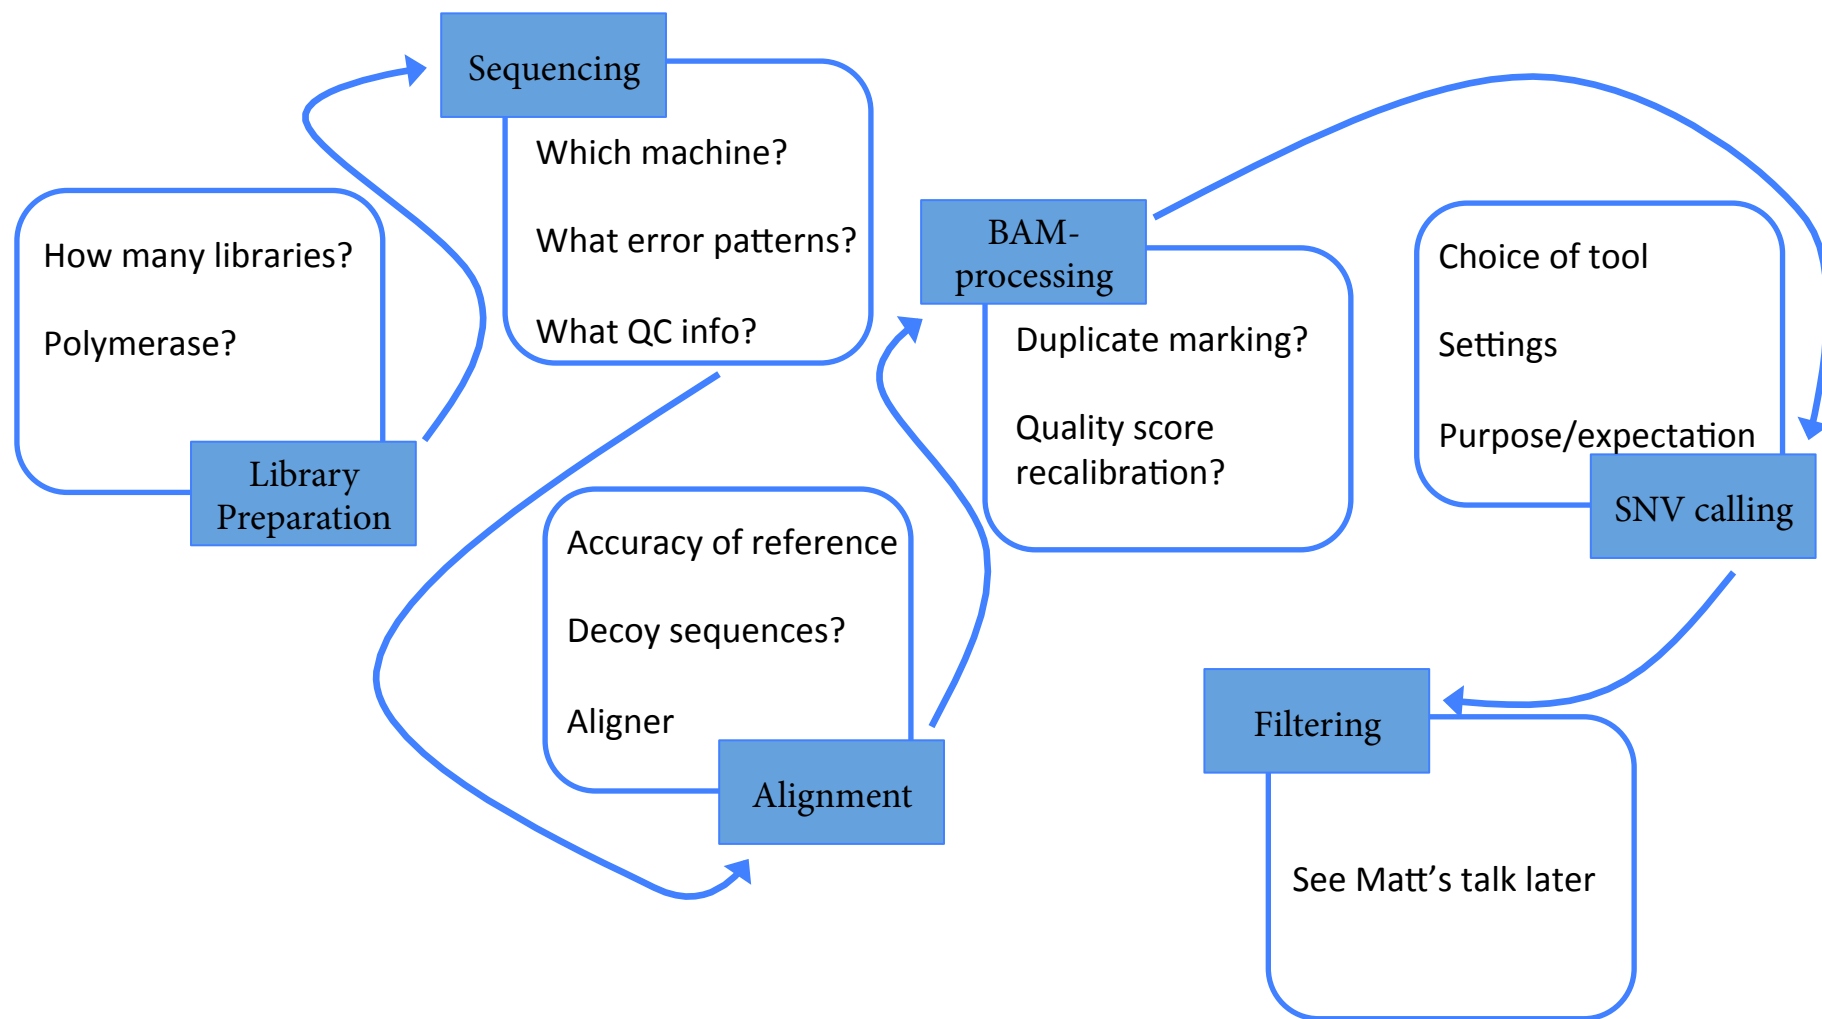 How many libraries?
Polymerase?
Library
Preparation
Sequencing
Which machine?
What error patterns?
What QC info?
Accuracy of reference
Decoy sequences?
Aligner
Alignment
BAM-
processing
Duplicate marking?
Quality score
recalibration?
Choice of tool
Settings
Purpose/expectation
SNV calling
Filtering
See Matt’s talk later